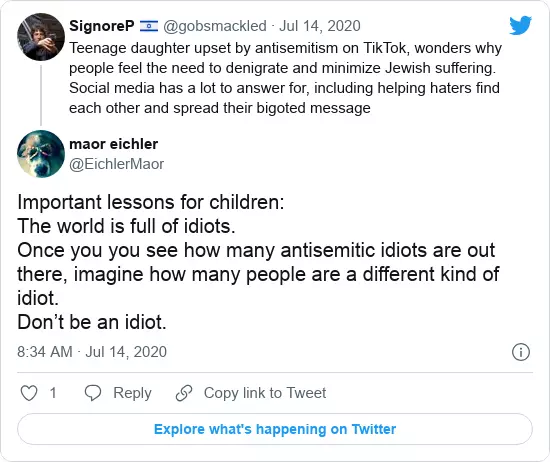 SignoreP 🇮🇱 @gobsmackled · Jul 14, 2020
Teenage daughter upset by antisemitism on TikTok, wonders why
people feel the need to denigrate and minimize Jewish suffering.
Social media has a lot to answer for, including helping haters find
each other and spread their bigoted message
maor eichler
@EichlerMaor
Important lessons for children:
The world is full of idiots.
Once you you see how many antisemitic idiots are out
there, imagine how many people are a different kind of
idiot.
Don’t be an idiot.
8:34 AM · Jul 14, 2020
1 Reply Copy link to Tweet
Explore what's happening on Twitter